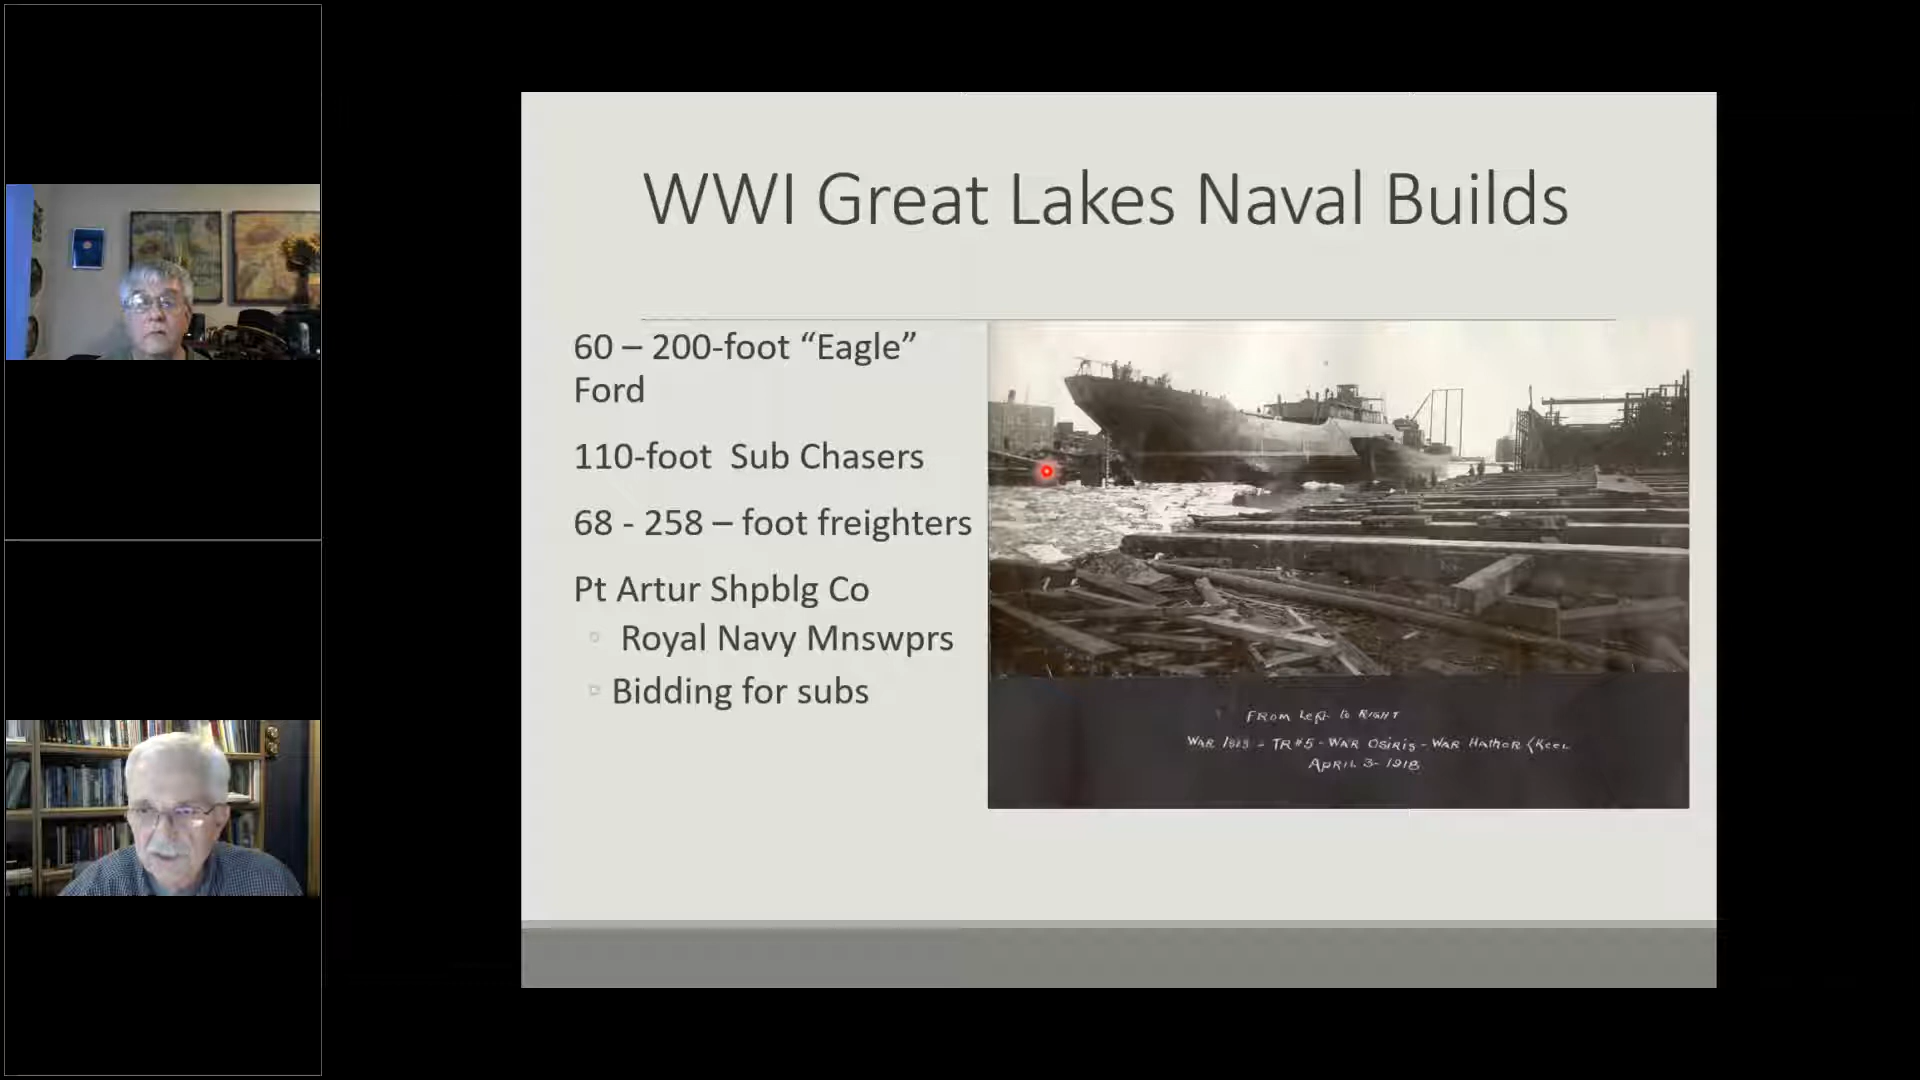 WWI Great Lakes Naval Builds
60 – 200-foot “Eagle”
Ford
110-foot Sub Chasers
68 - 258 – foot freighters
Pt Artur Shpblg Co
Royal Navy Mnswprs
Bidding for subs
From Left to Right
War - TR#5 - War Osiris - War Hathor (Keel
April 3 - 1918